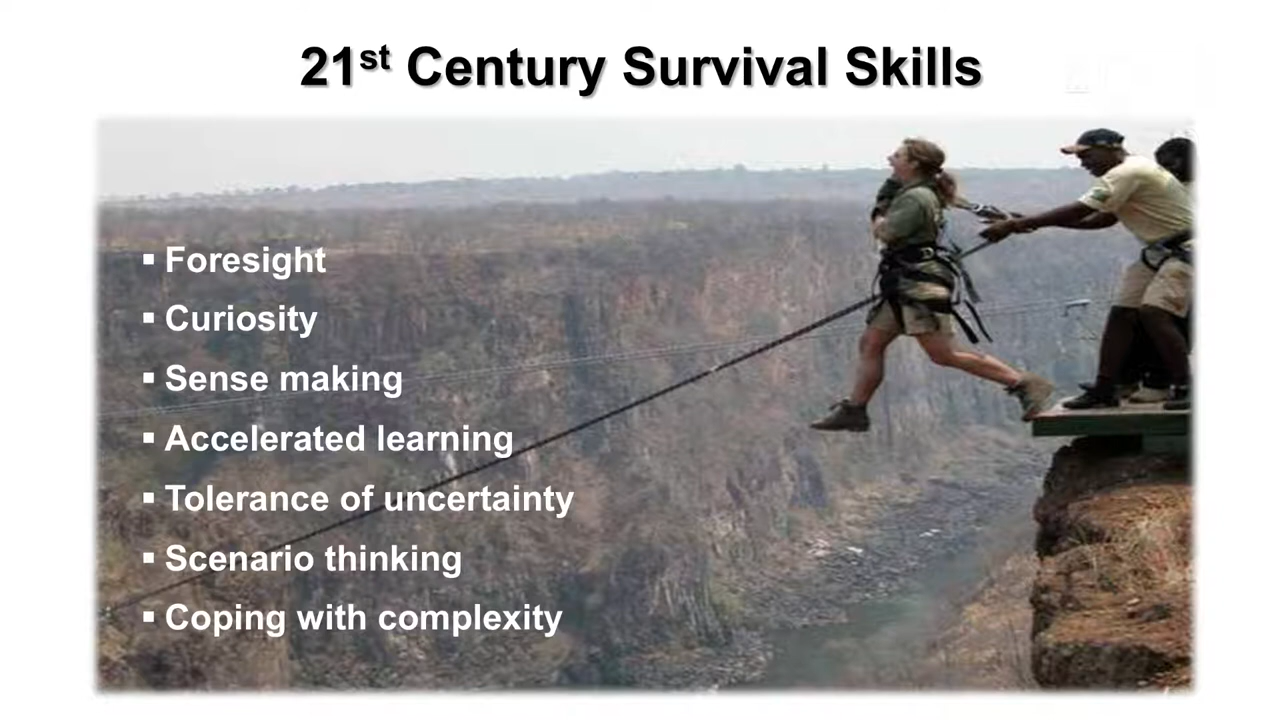 21st Century Survival Skills
▪ Foresight
▪ Curiosity
▪ Sense making
▪ Accelerated learning
▪ Tolerance of uncertainty
▪ Scenario thinking
▪ Coping with complexity